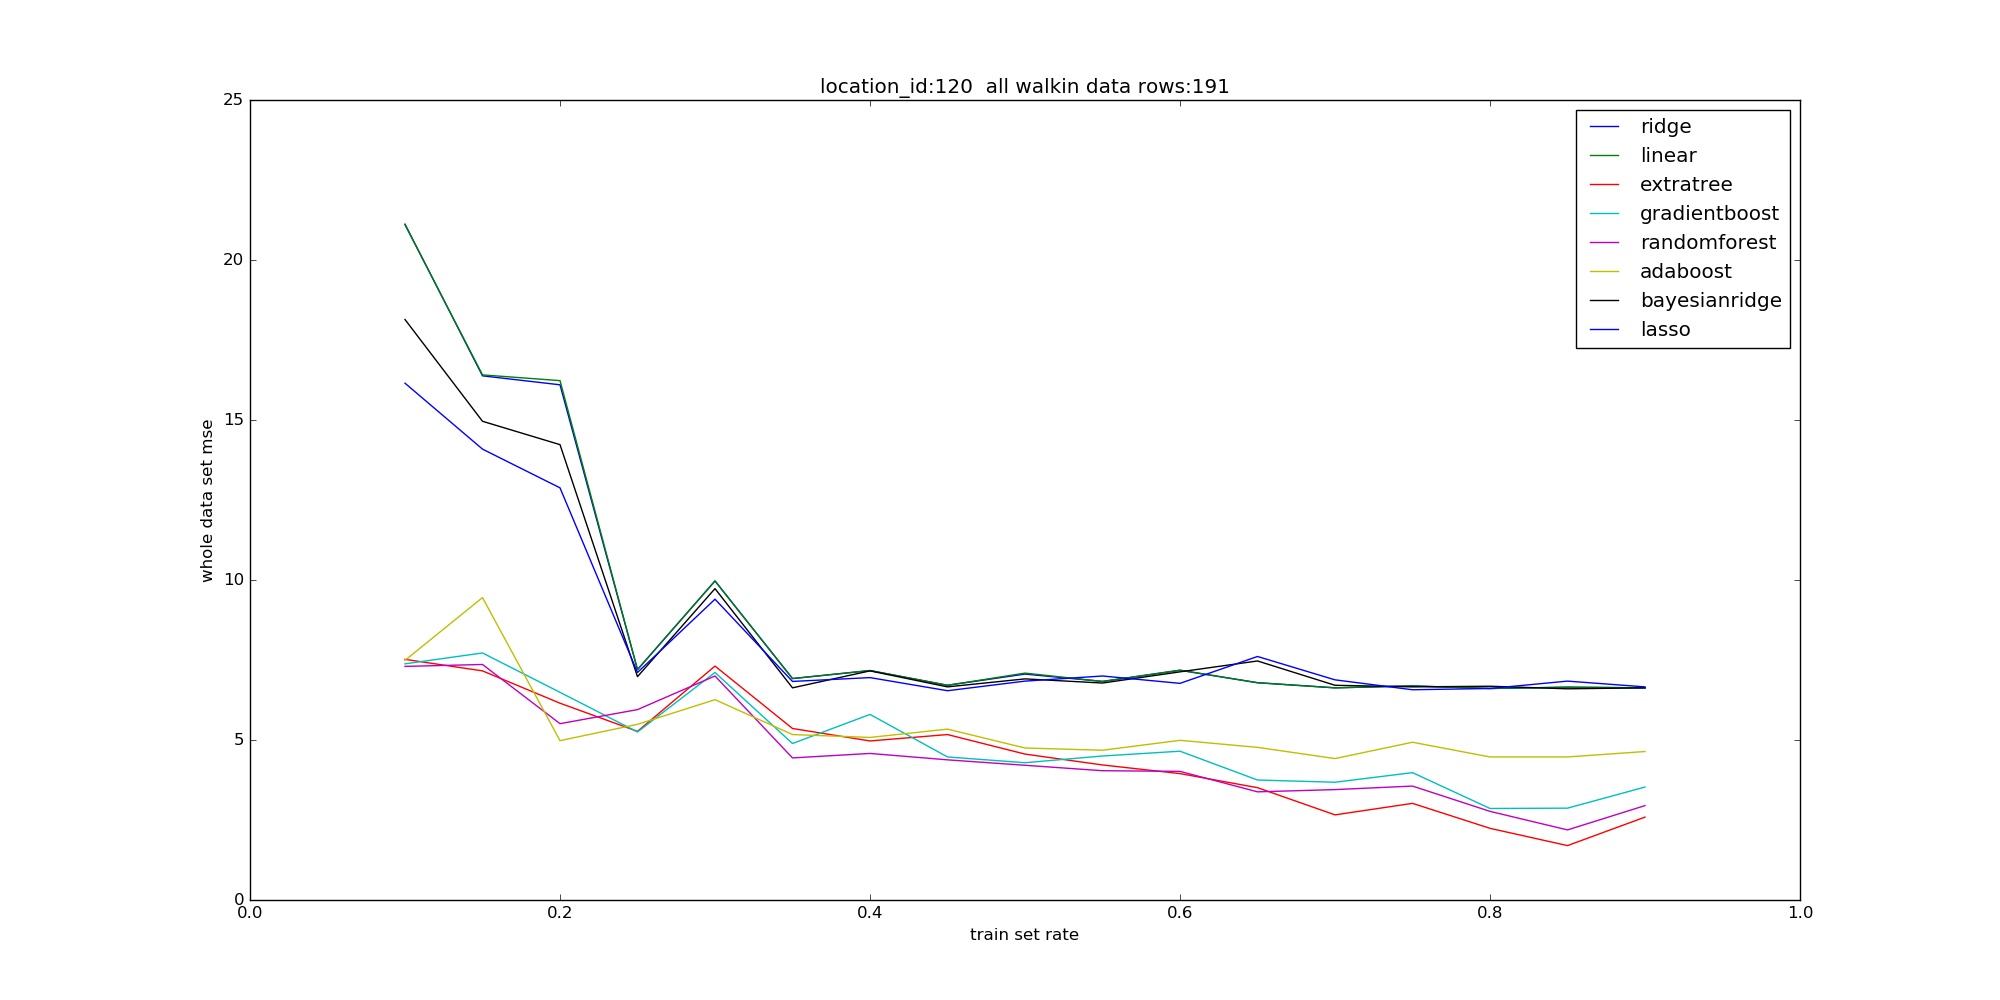 location_id:120  all walkin data rows:191
25
20
15
10
5
0
whole data set mse
ridge
linear
extratree
gradientboost
randomforest
adaboost
bayesianridge
lasso
0.0 0.2 0.4 0.6 0.8 1.0
train set rate